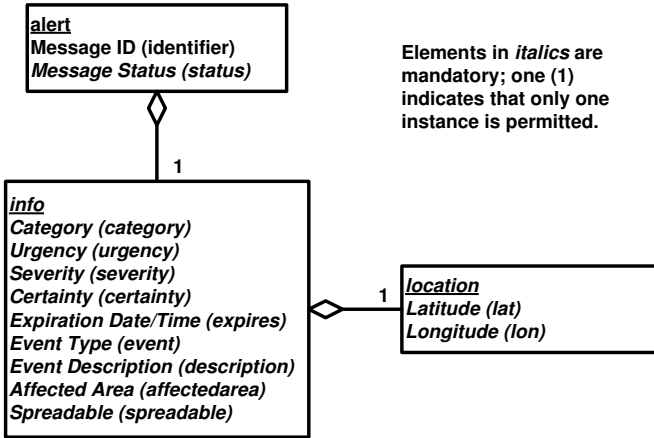 alert
Message ID (identifier)
Message Status (status)
Elements in italics are
mandatory; one (1)
indicates that only one
instance is permitted.
1
info
Category (category)
Urgency (urgency)
Severity (severity)
Certainty (certainty)
Expiration Date/Time (expires)
Event Type (event)
Event Description (description)
Affected Area (affectedarea)
Spreadable (spreadable)
1
location
Latitude (lat)
Longitude (lon)